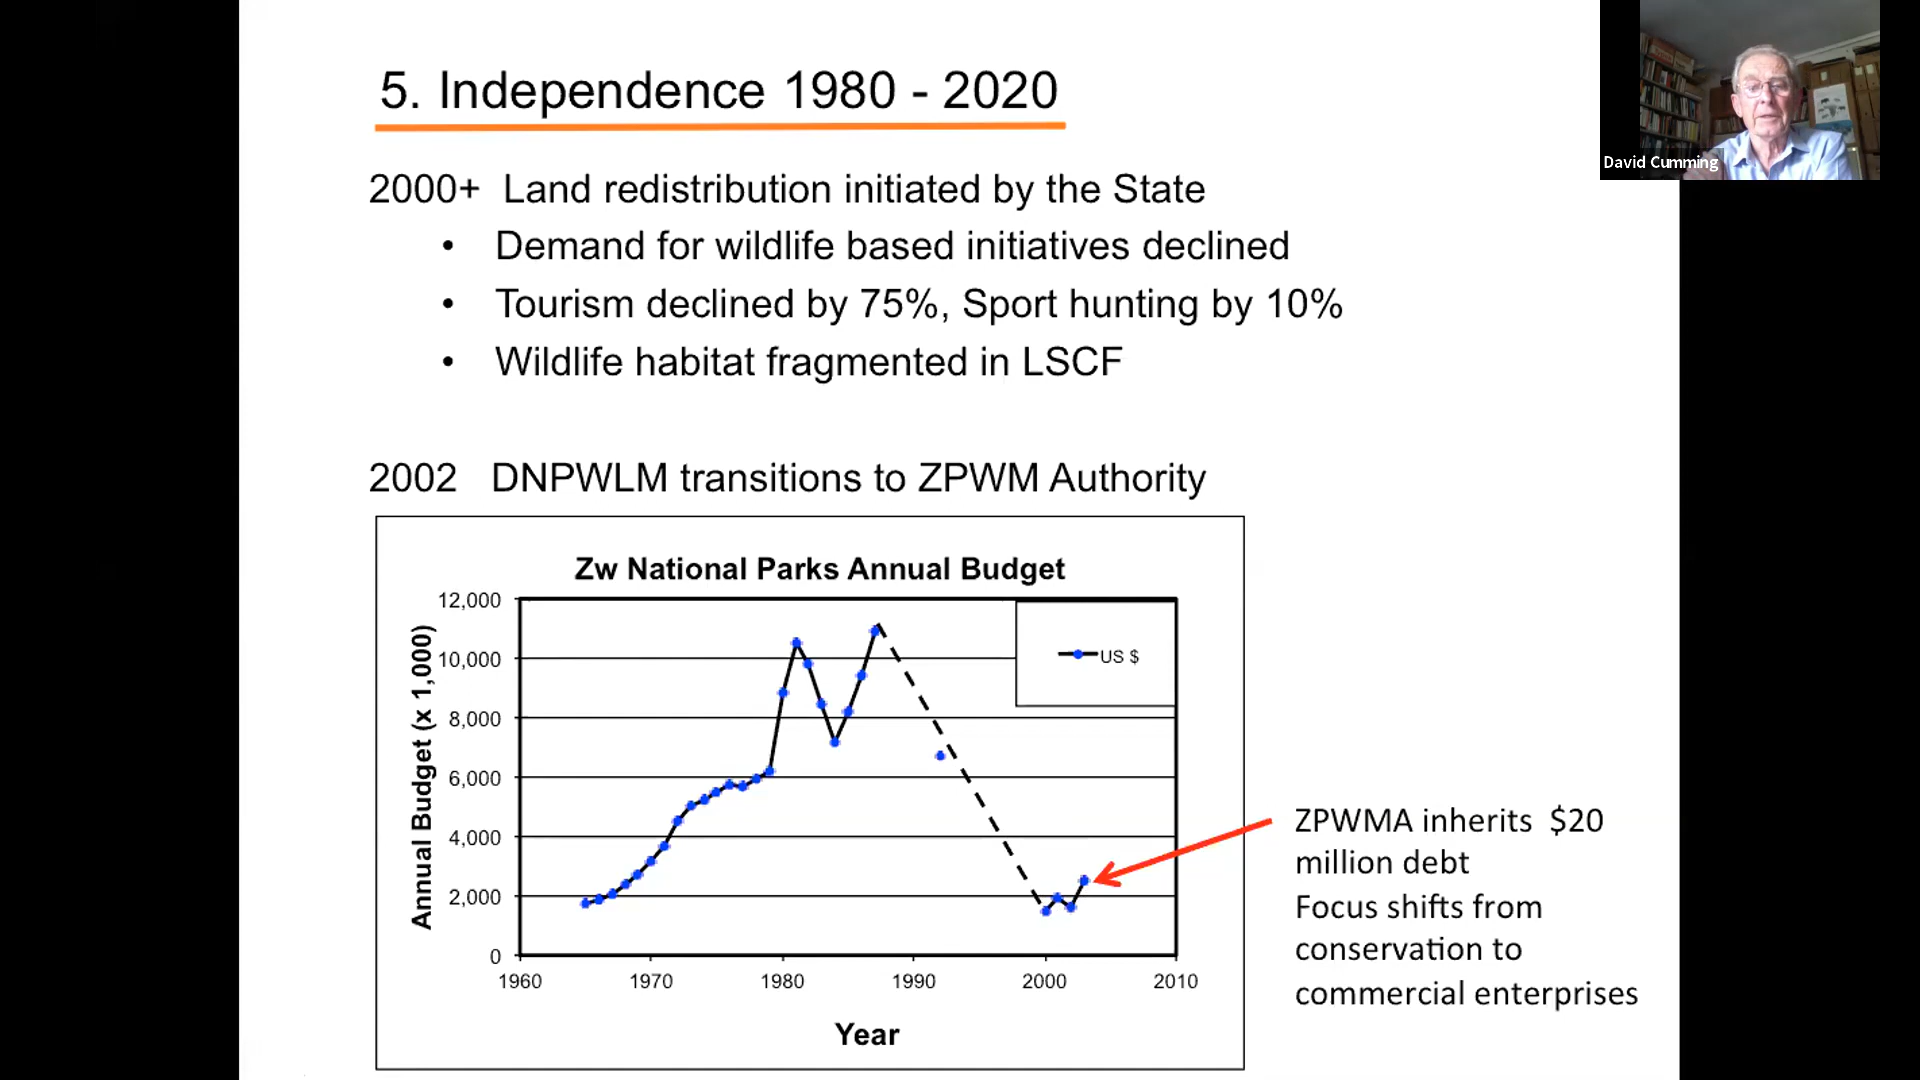 5. Independence 1980 - 2020
David Cumming
2000+ Land redistribution initiated by the State
• Demand for wildlife based initiatives declined
• Tourism declined by 75%, Sport hunting by 10%
• Wildlife habitat fragmented in LSCF
2002 DNPWLM transitions to ZPWM Authority
Zw National Parks Annual Budget
Annual Budget (x 1,000)
12,000
10,000
8,000
6,000
4,000
2,000
0
US $
1960 1970 1980 1990 2000 2010
Year
ZPWMA inherits $20
million debt
Focus shifts from
conservation to
commercial enterprises